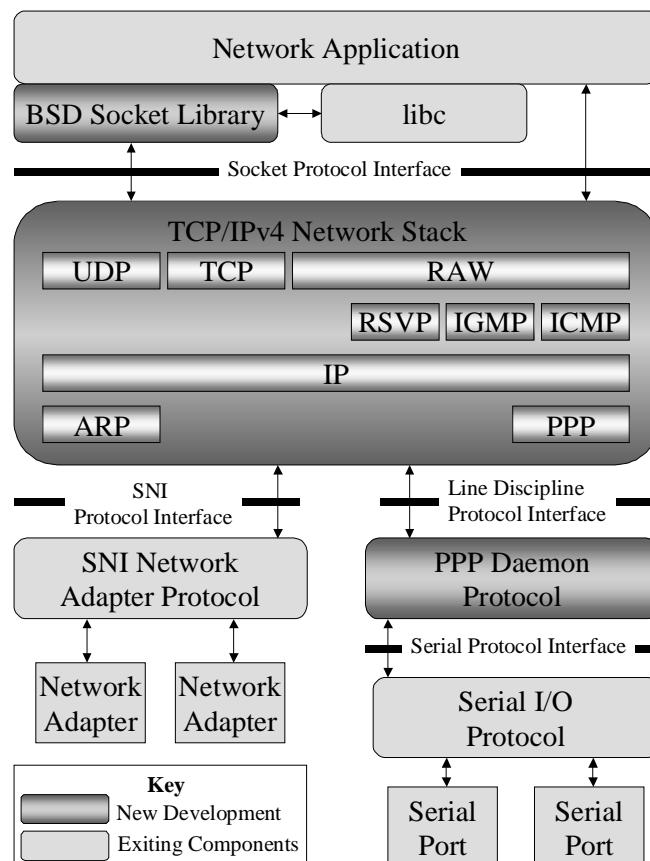 Network Application
BSD Socket Library
libc
Socket Protocol Interface
TCP/IPv4 Network Stack
UDP
TCP
RAW
RSVP
IGMP
ICMP
IP
ARP
PPP
SNI
Protocol Interface
Line Discipline
Protocol Interface
SNI Network
Adapter Protocol
PPP Daemon
Protocol
Serial Protocol Interface
Network
Adapter
Network
Adapter
Serial I/O
Protocol
Key
New Development
Exiting Components
Serial
Port
Serial
Port